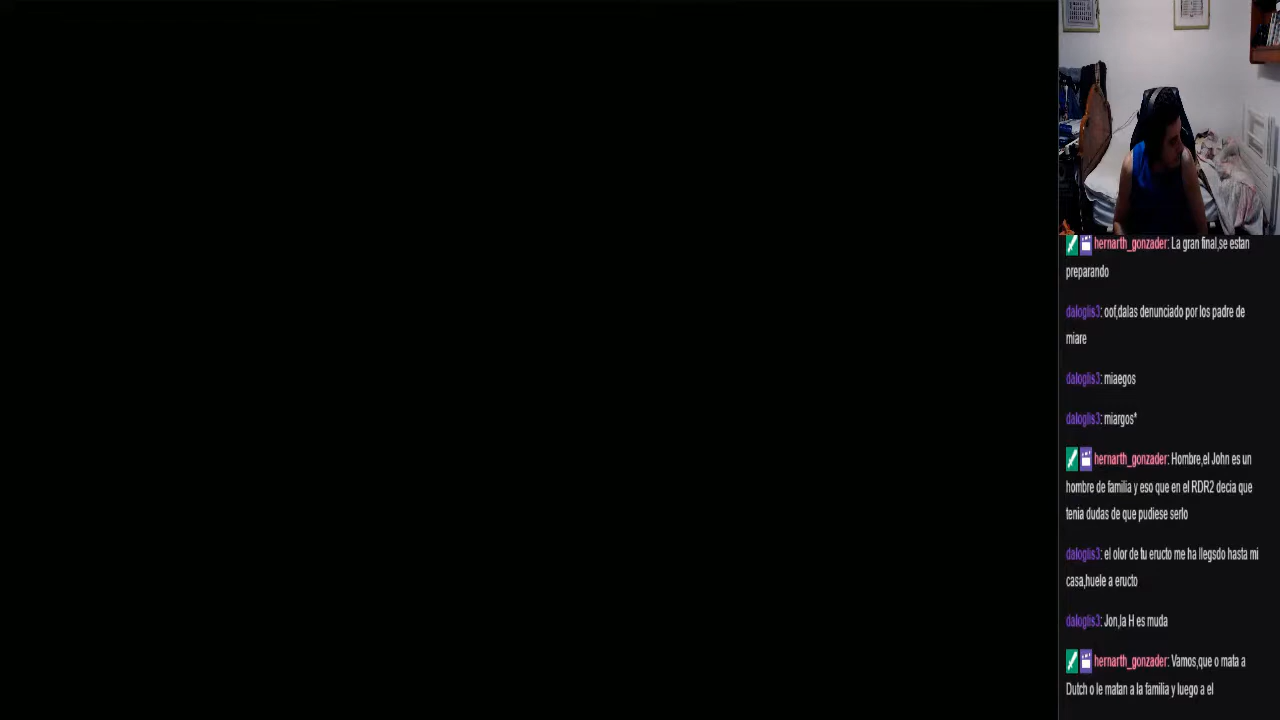 hernarth_gonzader: La gran final,se estan
preparando
daloglis3: oof,dalas denunciado por los padre de
miare
daloglis3: miaegos
daloglis3: miargos*
hernarth_gonzader: Hombre,el John es un
hombre de familia y eso que en el RDR2 decia que
tenia dudas de que pudiese serlo
daloglis3: el olor de tu eructo me ha llegsdo hasta mi
casa,huele a eructo
daloglis3: Jon,la H es muda
hernarth_gonzader: Vamos,que o mata a
Dutch o le matan a la familia y luego a el